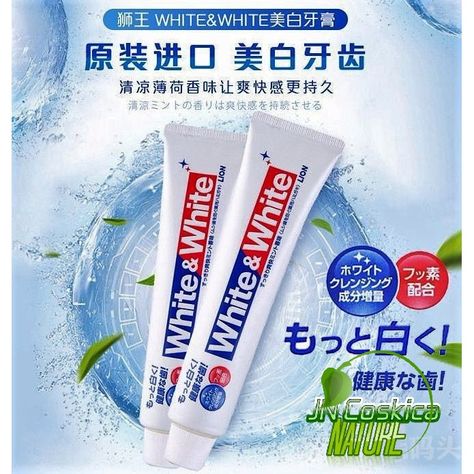 狮王 WHITE&WHITE美白牙膏
原装进口 美白牙齿
清凉薄荷香味让爽快感更持久
清涼ミントの香りは爽快感を持続させる
White&White
LION
White&White
LION
ホワイト
クレンジング
成分増量
フッ素
配合
もっと白く!
健康な歯!
JN Coskica
NATURE
码头